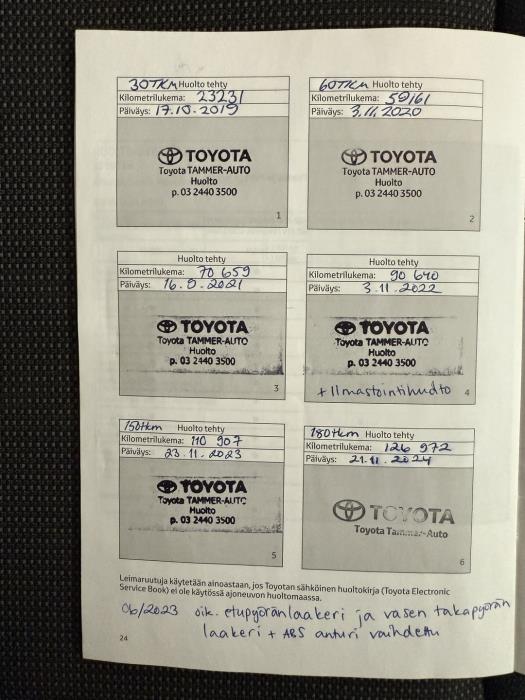 30TKM Huolto tehty
Kilometrilukema: 23231
Päiväys: 17.10.2019
TOYOTA
Toyota TAMMER-AUTO
Huolto
p. 03 2440 3500
1
60TKM Huolto tehty
Kilometrilukema: 59161
Päiväys: 3.11.2020
TOYOTA
Toyota TAMMER-AUTO
Huolto
p. 03 2440 3500
2
Huolto tehty
Kilometrilukema: 70 659
Päiväys: 16.9.2021
TOYOTA
Toyota TAMMER-AUTO
Huolto
p. 03 2440 3500
3
Huolto tehty
Kilometrilukema: 90 640
Päiväys: 3.11.2022
TOYOTA
Toyota TAMMER-AUTO
Huolto
p. 03 2440 3500
+ Ilmastointihuolto
4
150tkm Huolto tehty
Kilometrilukema: 110 907
Päiväys: 23.11.2023
TOYOTA
Toyota TAMMER-AUTO
Huolto
p. 03 2440 3500
5
180tkm Huolto tehty
Kilometrilukema: 126 972
Päiväys: 21.11.2024
TOYOTA
Toyota Tammer-Auto
6
Leimaruutuja käytetään ainoastaan, jos Toyotan sähköinen huoltokirja (Toyota Electronic
Service Book) ei ole käytössä ajoneuvon huoltomaassa.
06/2023 oik. etupyöränlaakeri ja vasen takapyörän
laakeri + ABS anturi vaihdettu
24